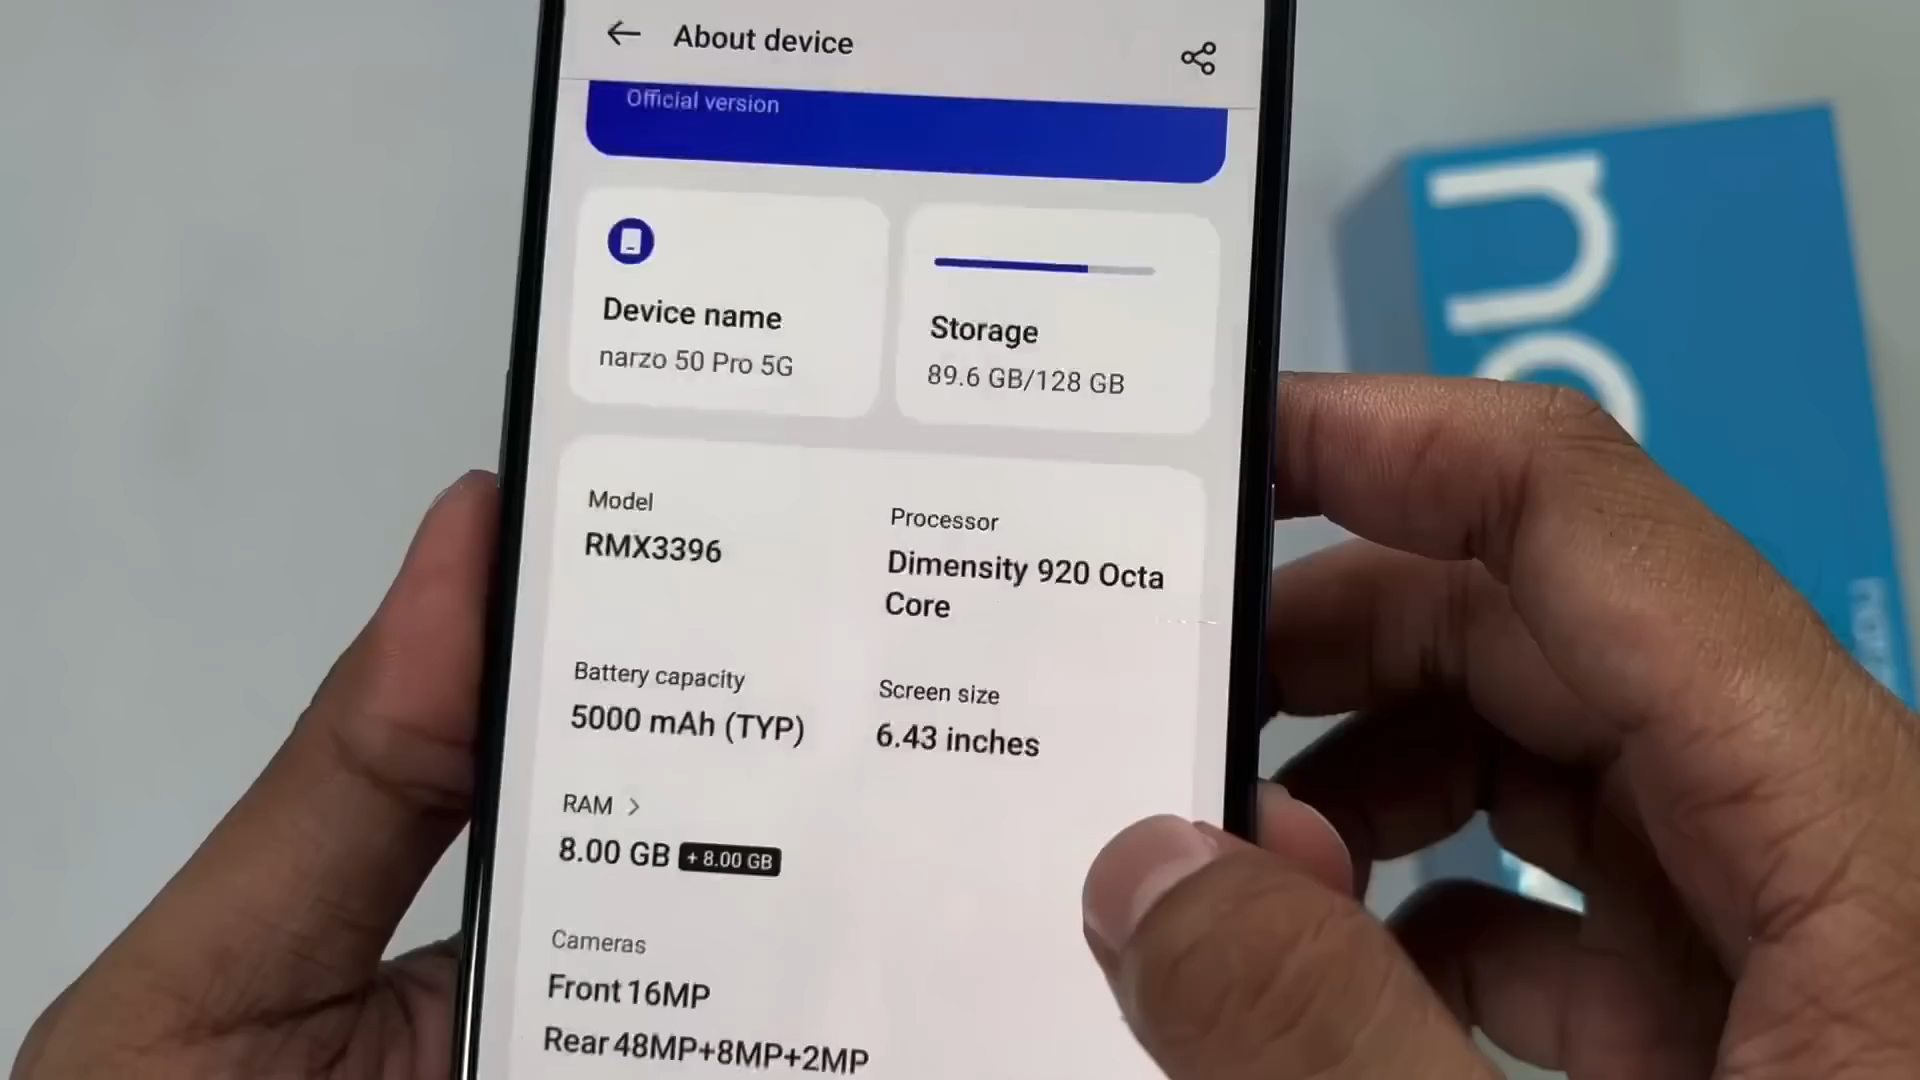 About device
Official version
Device name
narzo 50 Pro 5G
Storage
89.6 GB/128 GB
Model
RMX3396
Processor
Dimensity 920 Octa
Core
Battery capacity
5000 mAh (TYP)
Screen size
6.43 inches
RAM
8.00 GB + 8.00 GB
Cameras
Front 16MP
Rear 48MP+8MP+2MP